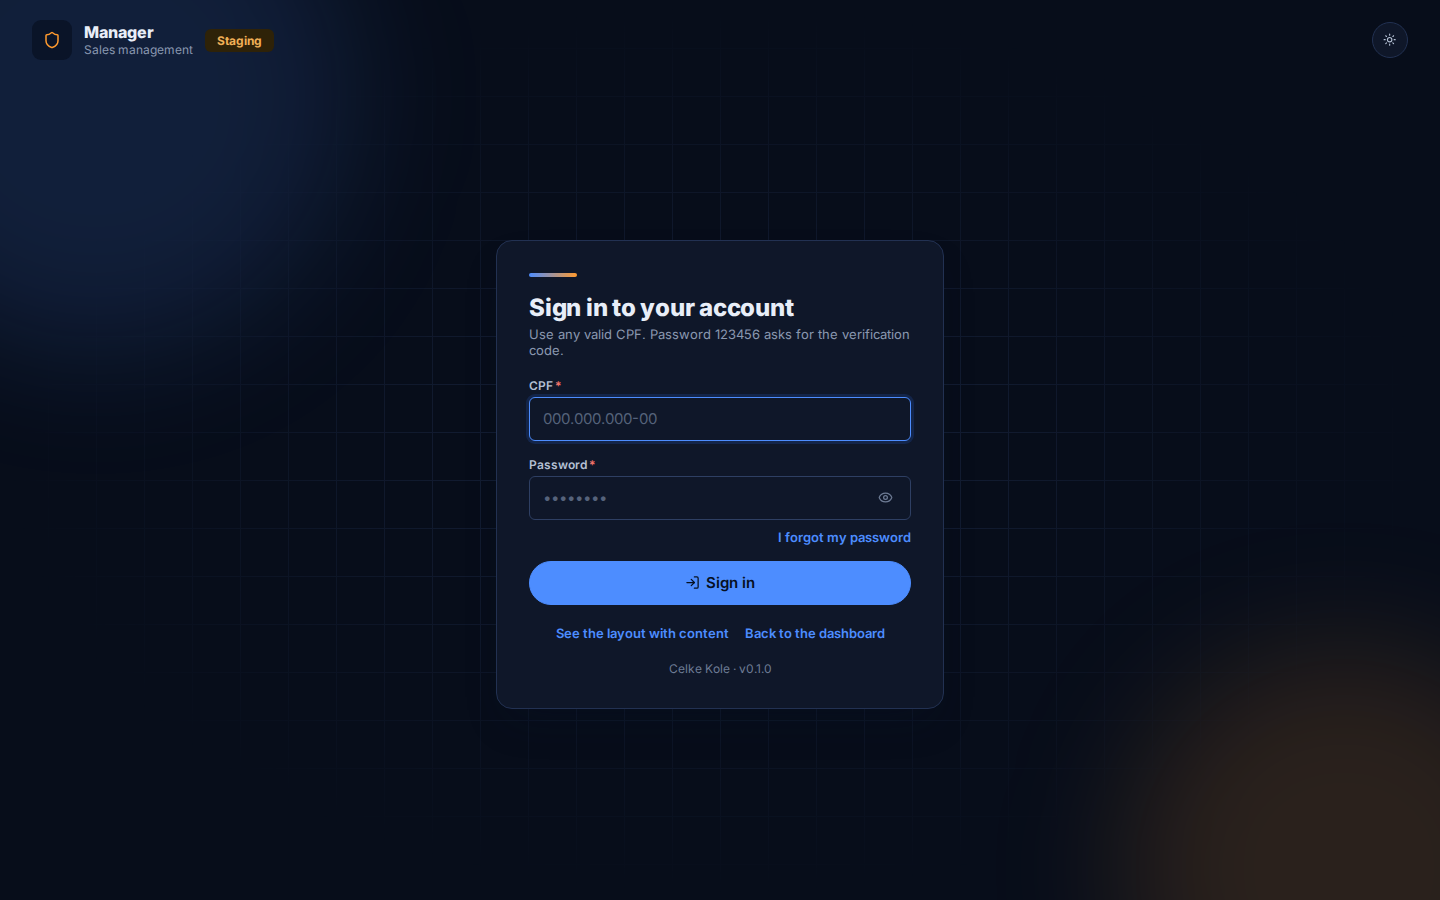 Manager
Sales management
Staging
Sign in to your account
Use any valid CPF. Password 123456 asks for the verification
code.
CPF *
000.000.000-00
Password *
••••••••
I forgot my password
Sign in
See the layout with content
Back to the dashboard
Celke Kole · v0.1.0